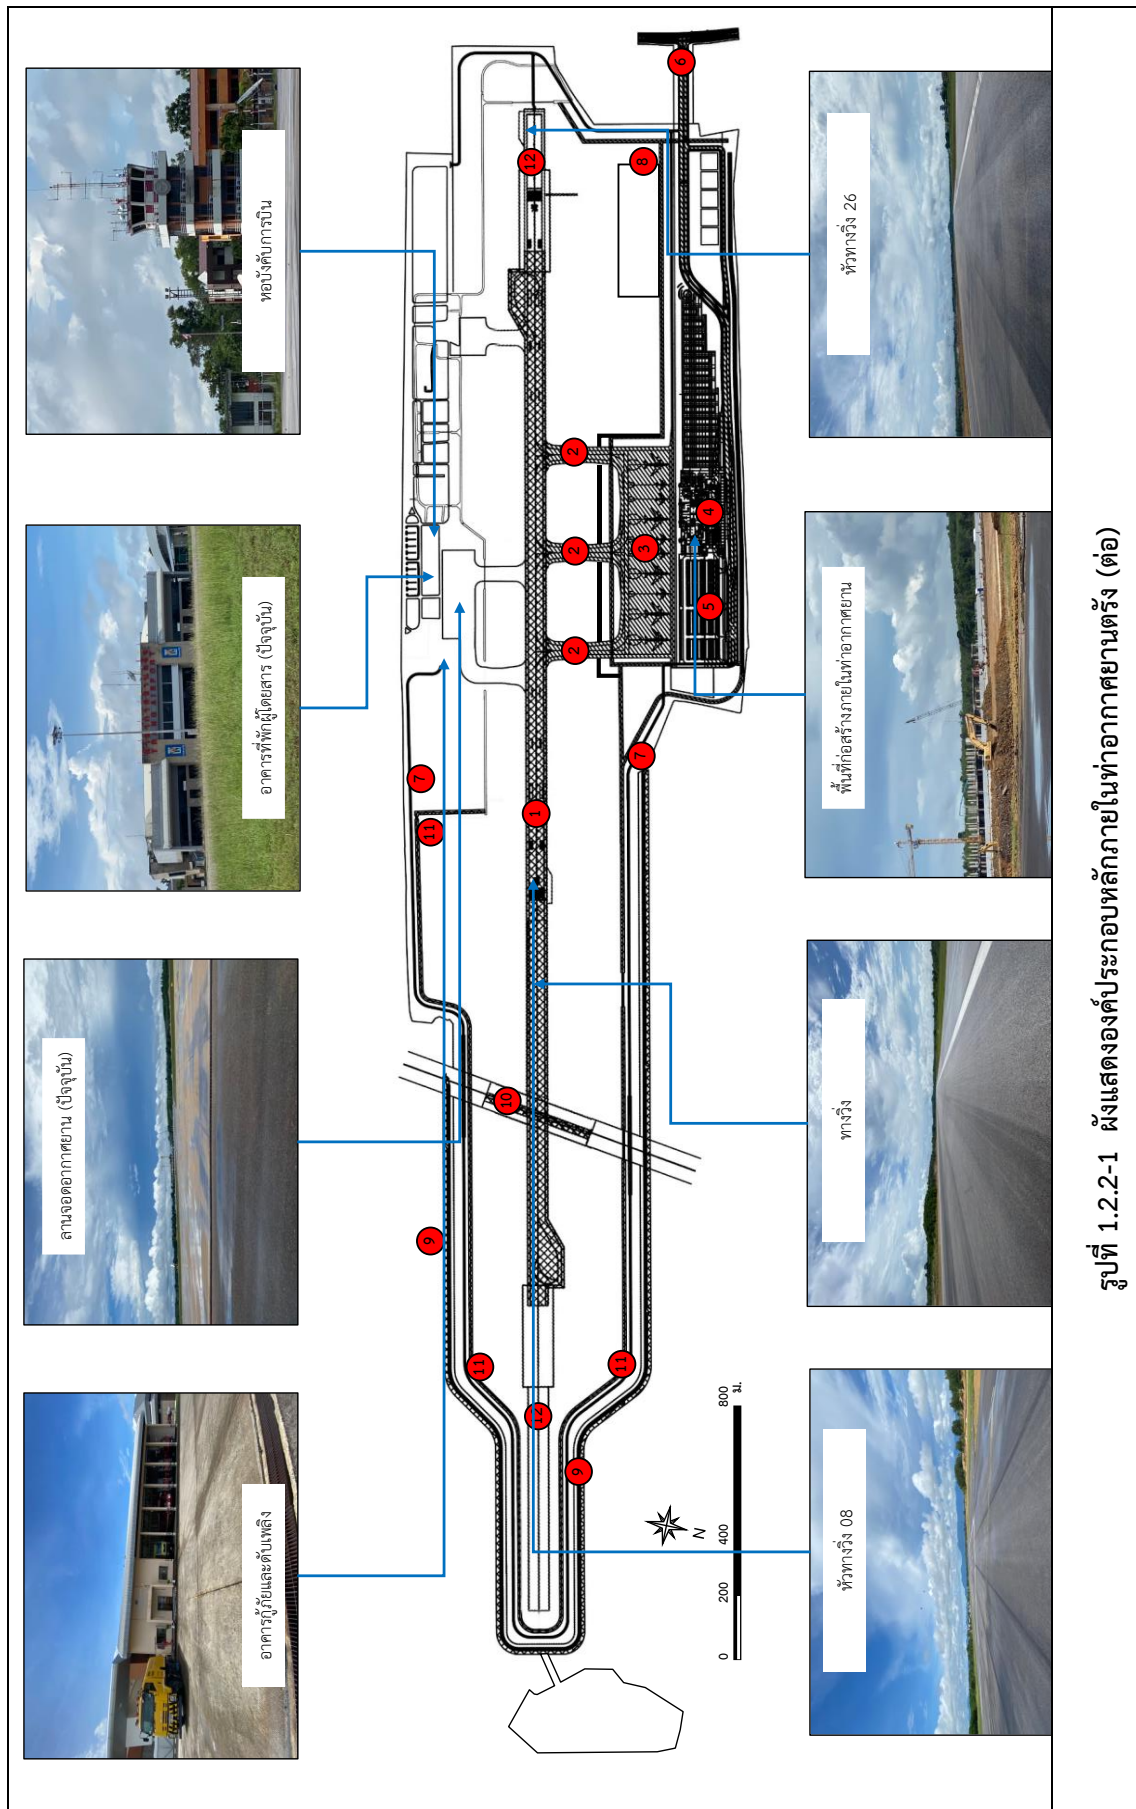 อาคารกู้ภัยและดับเพลิง
ลานจอดอากาศยาน (ปัจจุบัน)
อาคารที่พักผู้โดยสาร (ปัจจุบัน)
หอบังคับการบิน
6
12
8
2
2
2
3
4
5
7
7
1
11
10
9
11
11
12
9
N
0
200
400
800
ม.
หัวทางวิ่ง 08
ทางวิ่ง
พื้นที่ก่อสร้างภายในท่าอากาศยาน
หัวทางวิ่ง 26
รูปที่ 1.2.2-1 ผังแสดงองค์ประกอบหลักภายในท่าอากาศยานตรัง (ต่อ)